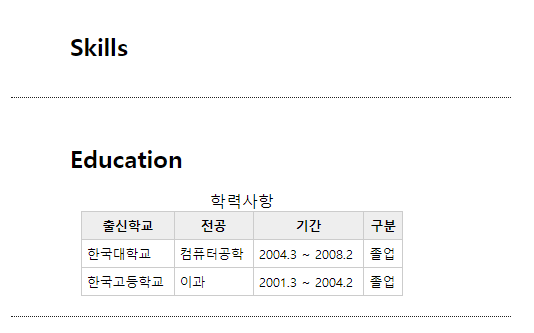 Skills
Education
학력사항
출신학교 전공 기간 구분
한국대학교 컴퓨터공학 2004.3 ~ 2008.2 졸업
한국고등학교 이과 2001.3 ~ 2004.2 졸업